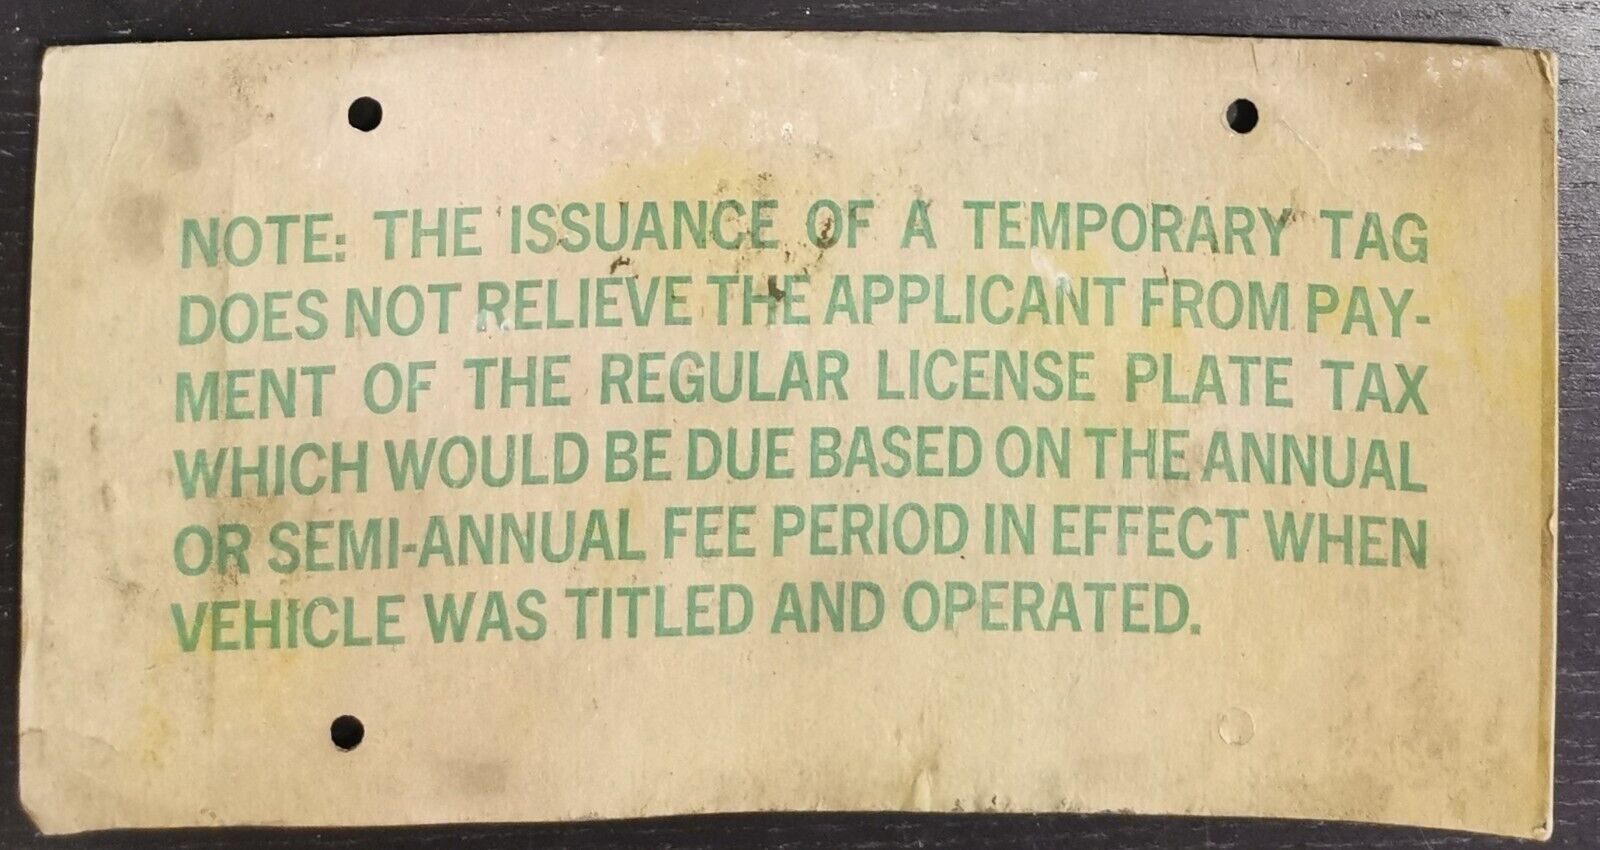 NOTE: THE ISSUANCE OF A TEMPORARY TAG
DOES NOT RELIEVE THE APPLICANT FROM PAY-
MENT OF THE REGULAR LICENSE PLATE TAX
WHICH WOULD BE DUE BASED ON THE ANNUAL
OR SEMI-ANNUAL FEE PERIOD IN EFFECT WHEN
VEHICLE WAS TITLED AND OPERATED.